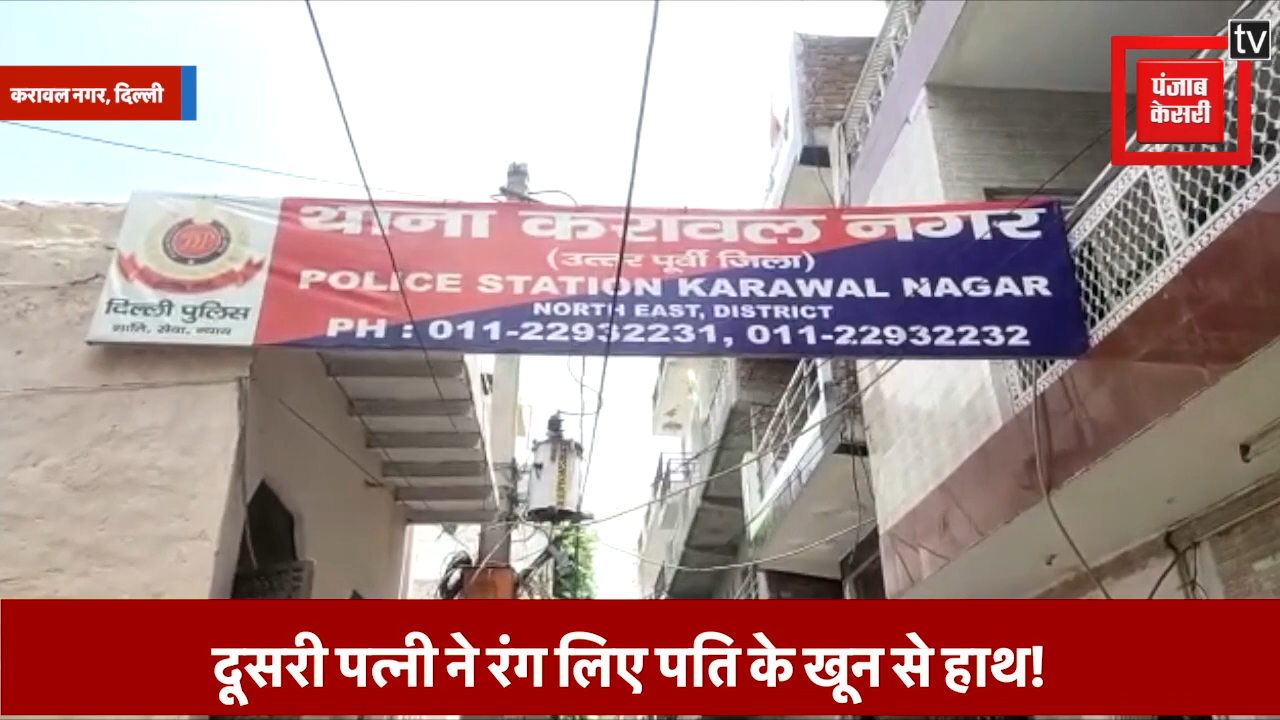 tv
पंजाब
केसरी
करावल नगर, दिल्ली
थाना करावल नगर
(उत्तर पूर्वी जिला)
POLICE STATION KARAWAL NAGAR
NORTH EAST, DISTRICT
PH : 011-22932231, 011-22932232
दिल्ली पुलिस
शांति, सेवा, न्याय
दूसरी पत्नी ने रंग लिए पति के खून से हाथ!